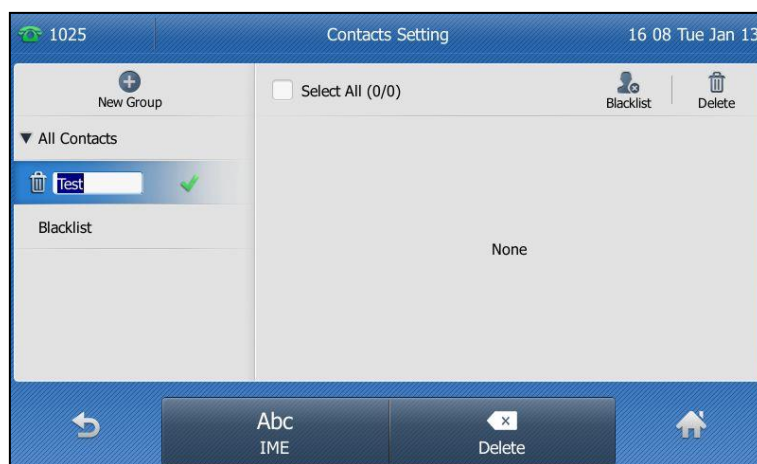 1025 Contacts Setting 16 08 Tue Jan 13
New Group
Select All (0/0)
Blacklist
Delete
All Contacts
Test
Blacklist
None
Abc
IME
Delete